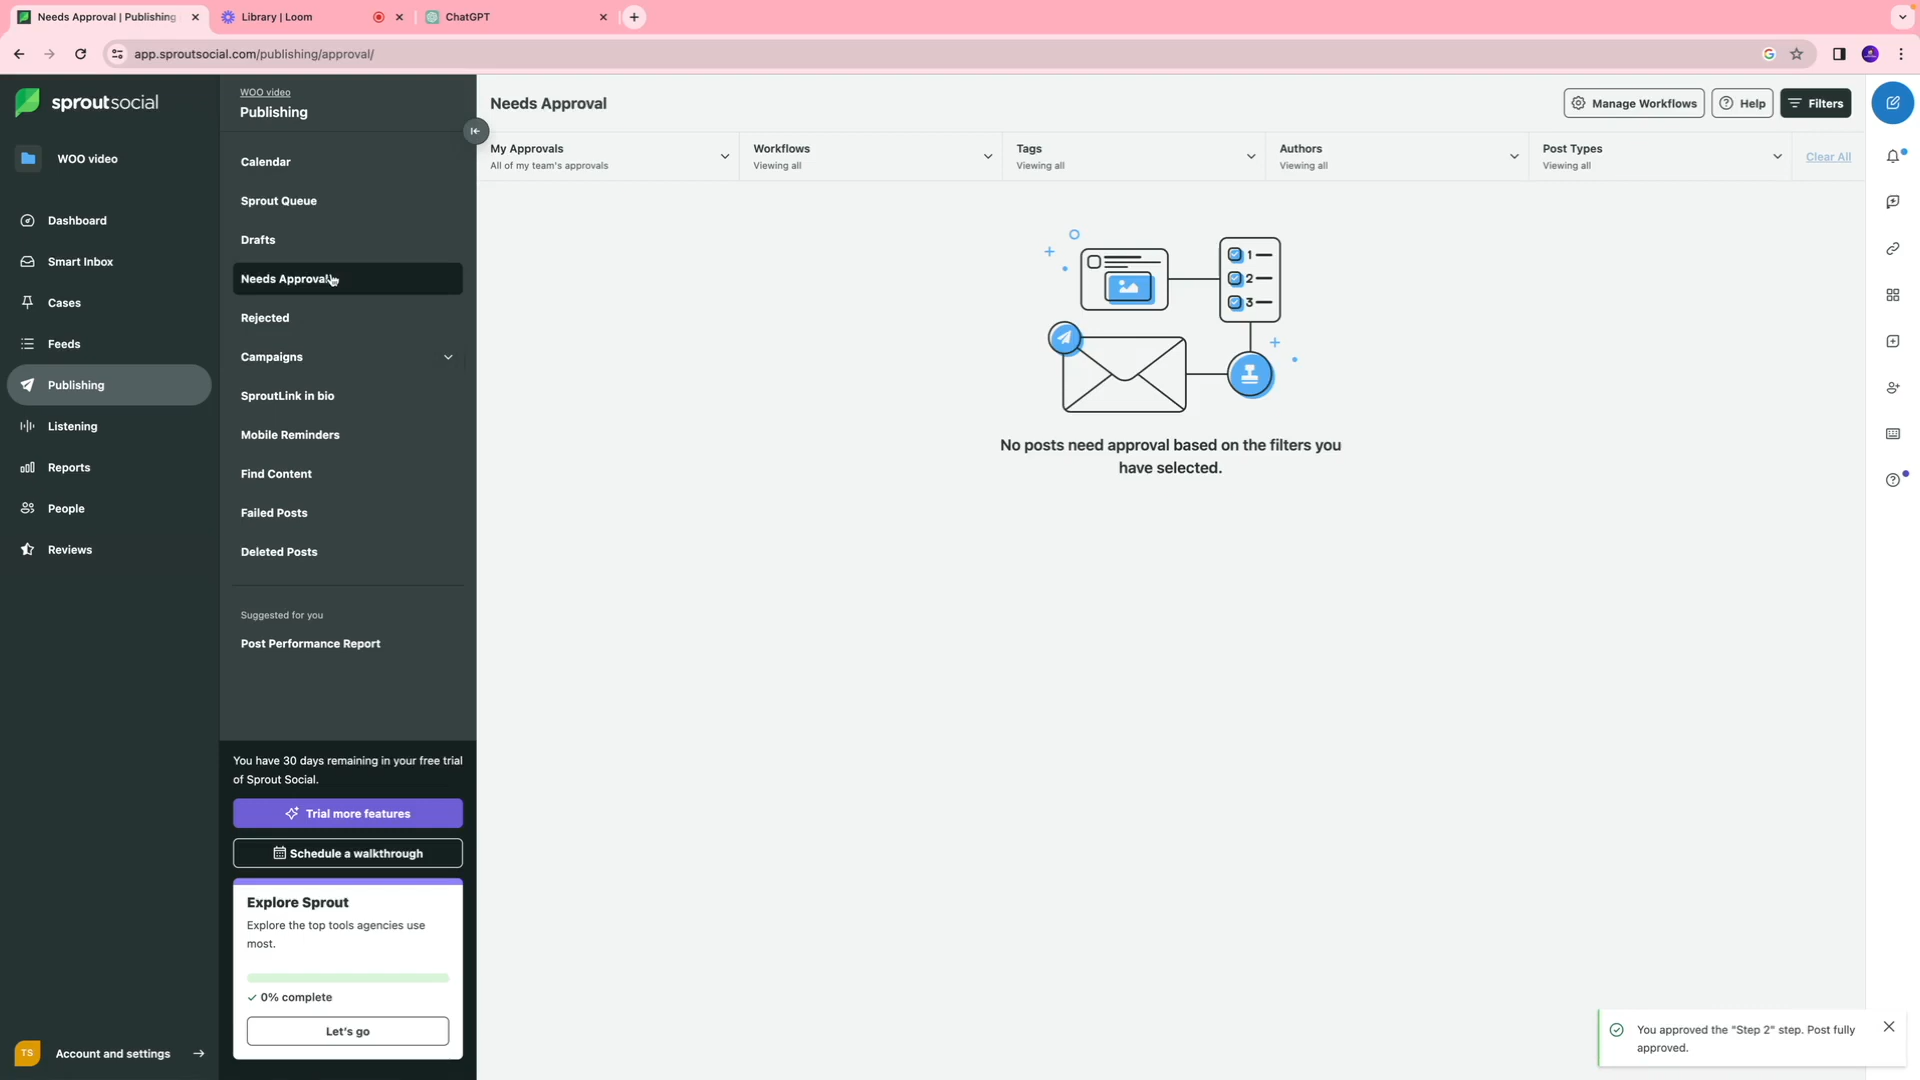 Needs Approval | Publishing
Library | Loom
ChatGPT
app.sproutsocial.com/publishing/approval/
sproutsocial
WOO video
Dashboard
Smart Inbox
Cases
Feeds
Publishing
Listening
Reports
People
Reviews
TS
Account and settings
WOO video
Publishing
Calendar
Sprout Queue
Drafts
Needs Approval
Rejected
Campaigns
SproutLink in bio
Mobile Reminders
Find Content
Failed Posts
Deleted Posts
Suggested for you
Post Performance Report
You have 30 days remaining in your free trial
of Sprout Social.
Trial more features
Schedule a walkthrough
Explore Sprout
Explore the top tools agencies use
most.
0% complete
Let's go
Needs Approval
Manage Workflows
Help
Filters
My Approvals
All of my team's approvals
Workflows
Viewing all
Tags
Viewing all
Authors
Viewing all
Post Types
Viewing all
Clear All
1
2
3
No posts need approval based on the filters you
have selected.
You approved the "Step 2" step. Post fully
approved.